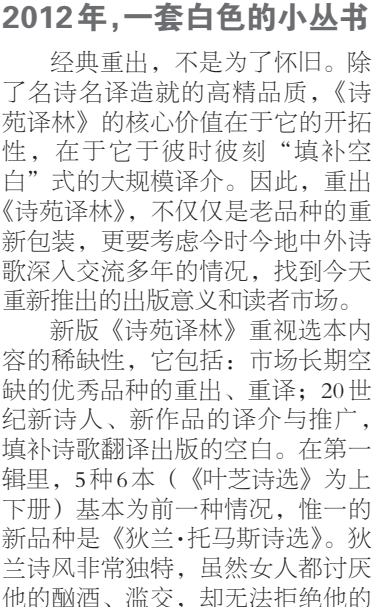 2012年,一套白色的小丛书
经典重出，不是为了怀旧。除
了名诗名译造就的高精品质，《诗
苑译林》的核心价值在于它的开拓
性，在于它于彼时彼刻“填补空
白”式的大规模译介。因此，重出
《诗苑译林》，不仅仅是老品种的重
新包装，更要考虑今时今地中外诗
歌深入交流多年的情况，找到今天
重新推出的出版意义和读者市场。
新版《诗苑译林》重视选本内
容的稀缺性，它包括：市场长期空
缺的优秀品种的重出、重译；20世
纪新诗人、新作品的译介与推广，
填补诗歌翻译出版的空白。在第一
辑里，5种6本（《叶芝诗选》为上
下册）基本为前一种情况，惟一的
新品种是《狄兰·托马斯诗选》。狄
兰诗风非常独特，虽然女人都讨厌
他的酗酒、滥交，却无法拒绝他的